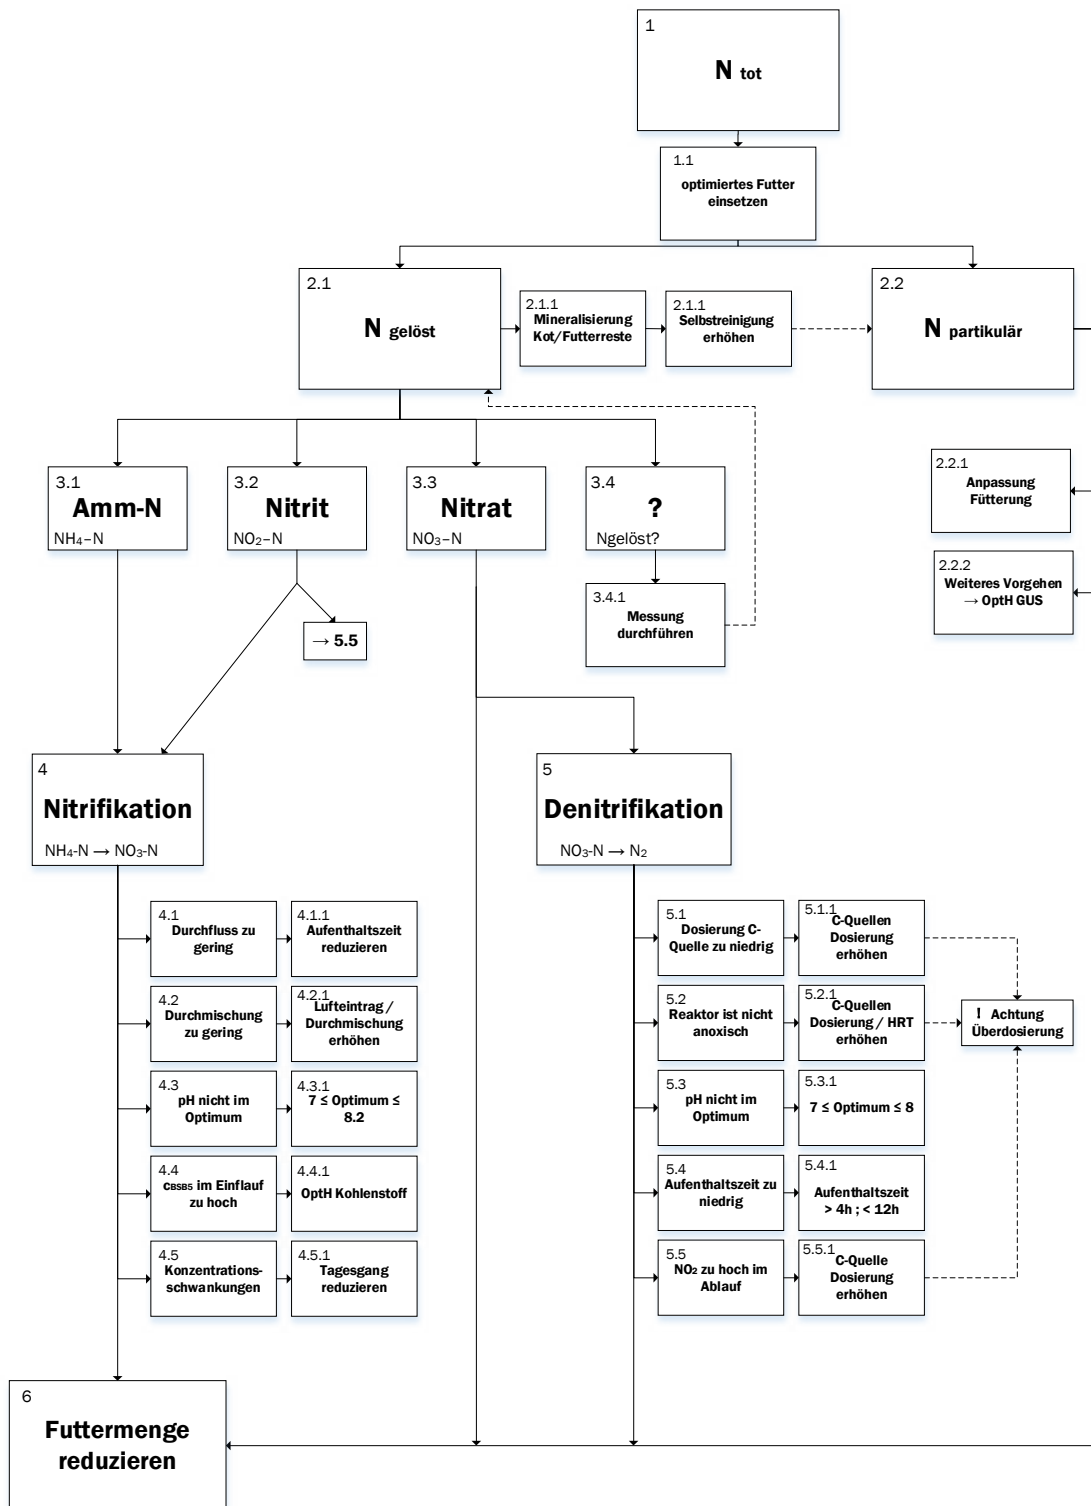 1
N tot
1.1
optimiertes Futter
einsetzen
2.1
N gelöst
2.1.1
Mineralisierung
Kot/Futterreste
2.1.1
Selbstreinigung
erhöhen
2.2
N partikulär
2.2.1
Anpassung
Fütterung
2.2.2
Weiteres Vorgehen
→ OptH GUS
3.1
Amm-N
NH₄–N
3.2
Nitrit
NO₂–N
3.3
Nitrat
NO₃–N
3.4
?
Ngelöst?
3.4.1
Messung
durchführen
→ 5.5
4
Nitrifikation
NH₄-N → NO₃-N
5
Denitrifikation
NO₃-N → N₂
4.1
Durchfluss zu
gering
4.1.1
Aufenthaltszeit
reduzieren
4.2
Durchmischung
zu gering
4.2.1
Lufteintrag /
Durchmischung
erhöhen
4.3
pH nicht im
Optimum
4.3.1
7 ≤ Optimum ≤
8.2
4.4
cBSB5 im Einflauf
zu hoch
4.4.1
OptH Kohlenstoff
4.5
Konzentrations-
schwankungen
4.5.1
Tagesgang
reduzieren
5.1
Dosierung C-
Quelle zu niedrig
5.1.1
C-Quellen
Dosierung
erhöhen
5.2
Reaktor ist nicht
anoxisch
5.2.1
C-Quellen
Dosierung / HRT
erhöhen
! Achtung
Überdosierung
5.3
pH nicht im
Optimum
5.3.1
7 ≤ Optimum ≤ 8
5.4
Aufenthaltszeit zu
niedrig
5.4.1
Aufenthaltszeit
> 4h ; < 12h
5.5
NO₂ zu hoch im
Ablauf
5.5.1
C-Quelle
Dosierung
erhöhen
6
Futtermenge
reduzieren